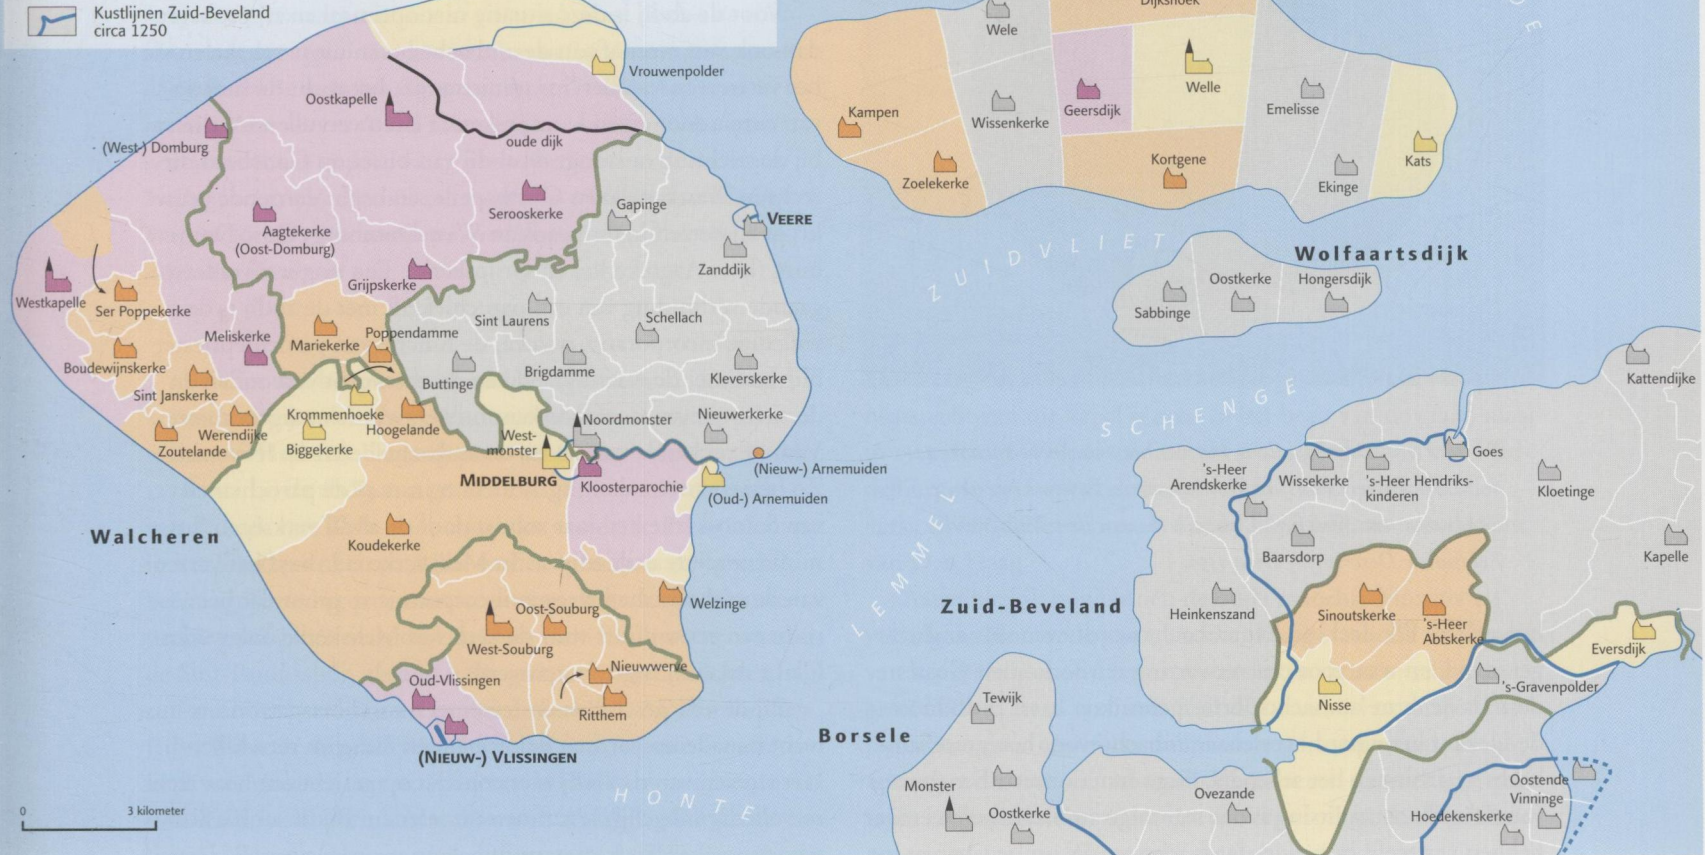 Kustlijnen Zuid-Beveland
circa 1250
Dijkshoek
Wele
Vrouwenpolder
Oostkapelle
oude dijk
(West-) Domburg
Kampen
Wissenkerke
Geersdijk
Welle
Emelisse
Kats
Zoelekerke
Kortgene
Ekinge
Serooskerke
Gapinge
VEERE
Aagtekerke
(Oost-Domburg)
Zanddijk
Grijpskerke
ZUIDVLIET
Wolfaartsdijk
Westkapelle
Ser Poppekerke
Sabbinge
Oostkerke
Hongersdijk
Meliskerke
Mariekerke
Poppendamme
Sint Laurens
Schellach
Boudewijnskerke
Buttinge
Brigdamme
Kleverskerke
Kattendijke
Sint Janskerke
Krommenhoeke
Hoogelande
Noordmonster
Nieuwerkerke
SCHENGE
Werendijke
Zoutelande
Biggekerke
West-
monster
MIDDELBURG
Kloosterparochie
(Nieuw-) Arnemuiden
(Oud-) Arnemuiden
Goes
's-Heer
Arendskerke
Wissekerke
's-Heer Hendriks-
kinderen
Kloetinge
Walcheren
Koudekerke
LEMMEL
Baarsdorp
Kapelle
Welzinge
Zuid-Beveland
Heinkenszand
Sinoutskerke
's-Heer
Abtskerke
Eversdijk
Oost-Souburg
West-Souburg
Nieuwwerve
Oud-Vlissingen
Ritthem
's-Gravenpolder
Nisse
Tewijk
Borsele
(NIEUW-) VLISSINGEN
HONTE
Monster
Oostkerke
Ovezande
Oostende
Vinninge
Hoedekenskerke
0 3 kilometer